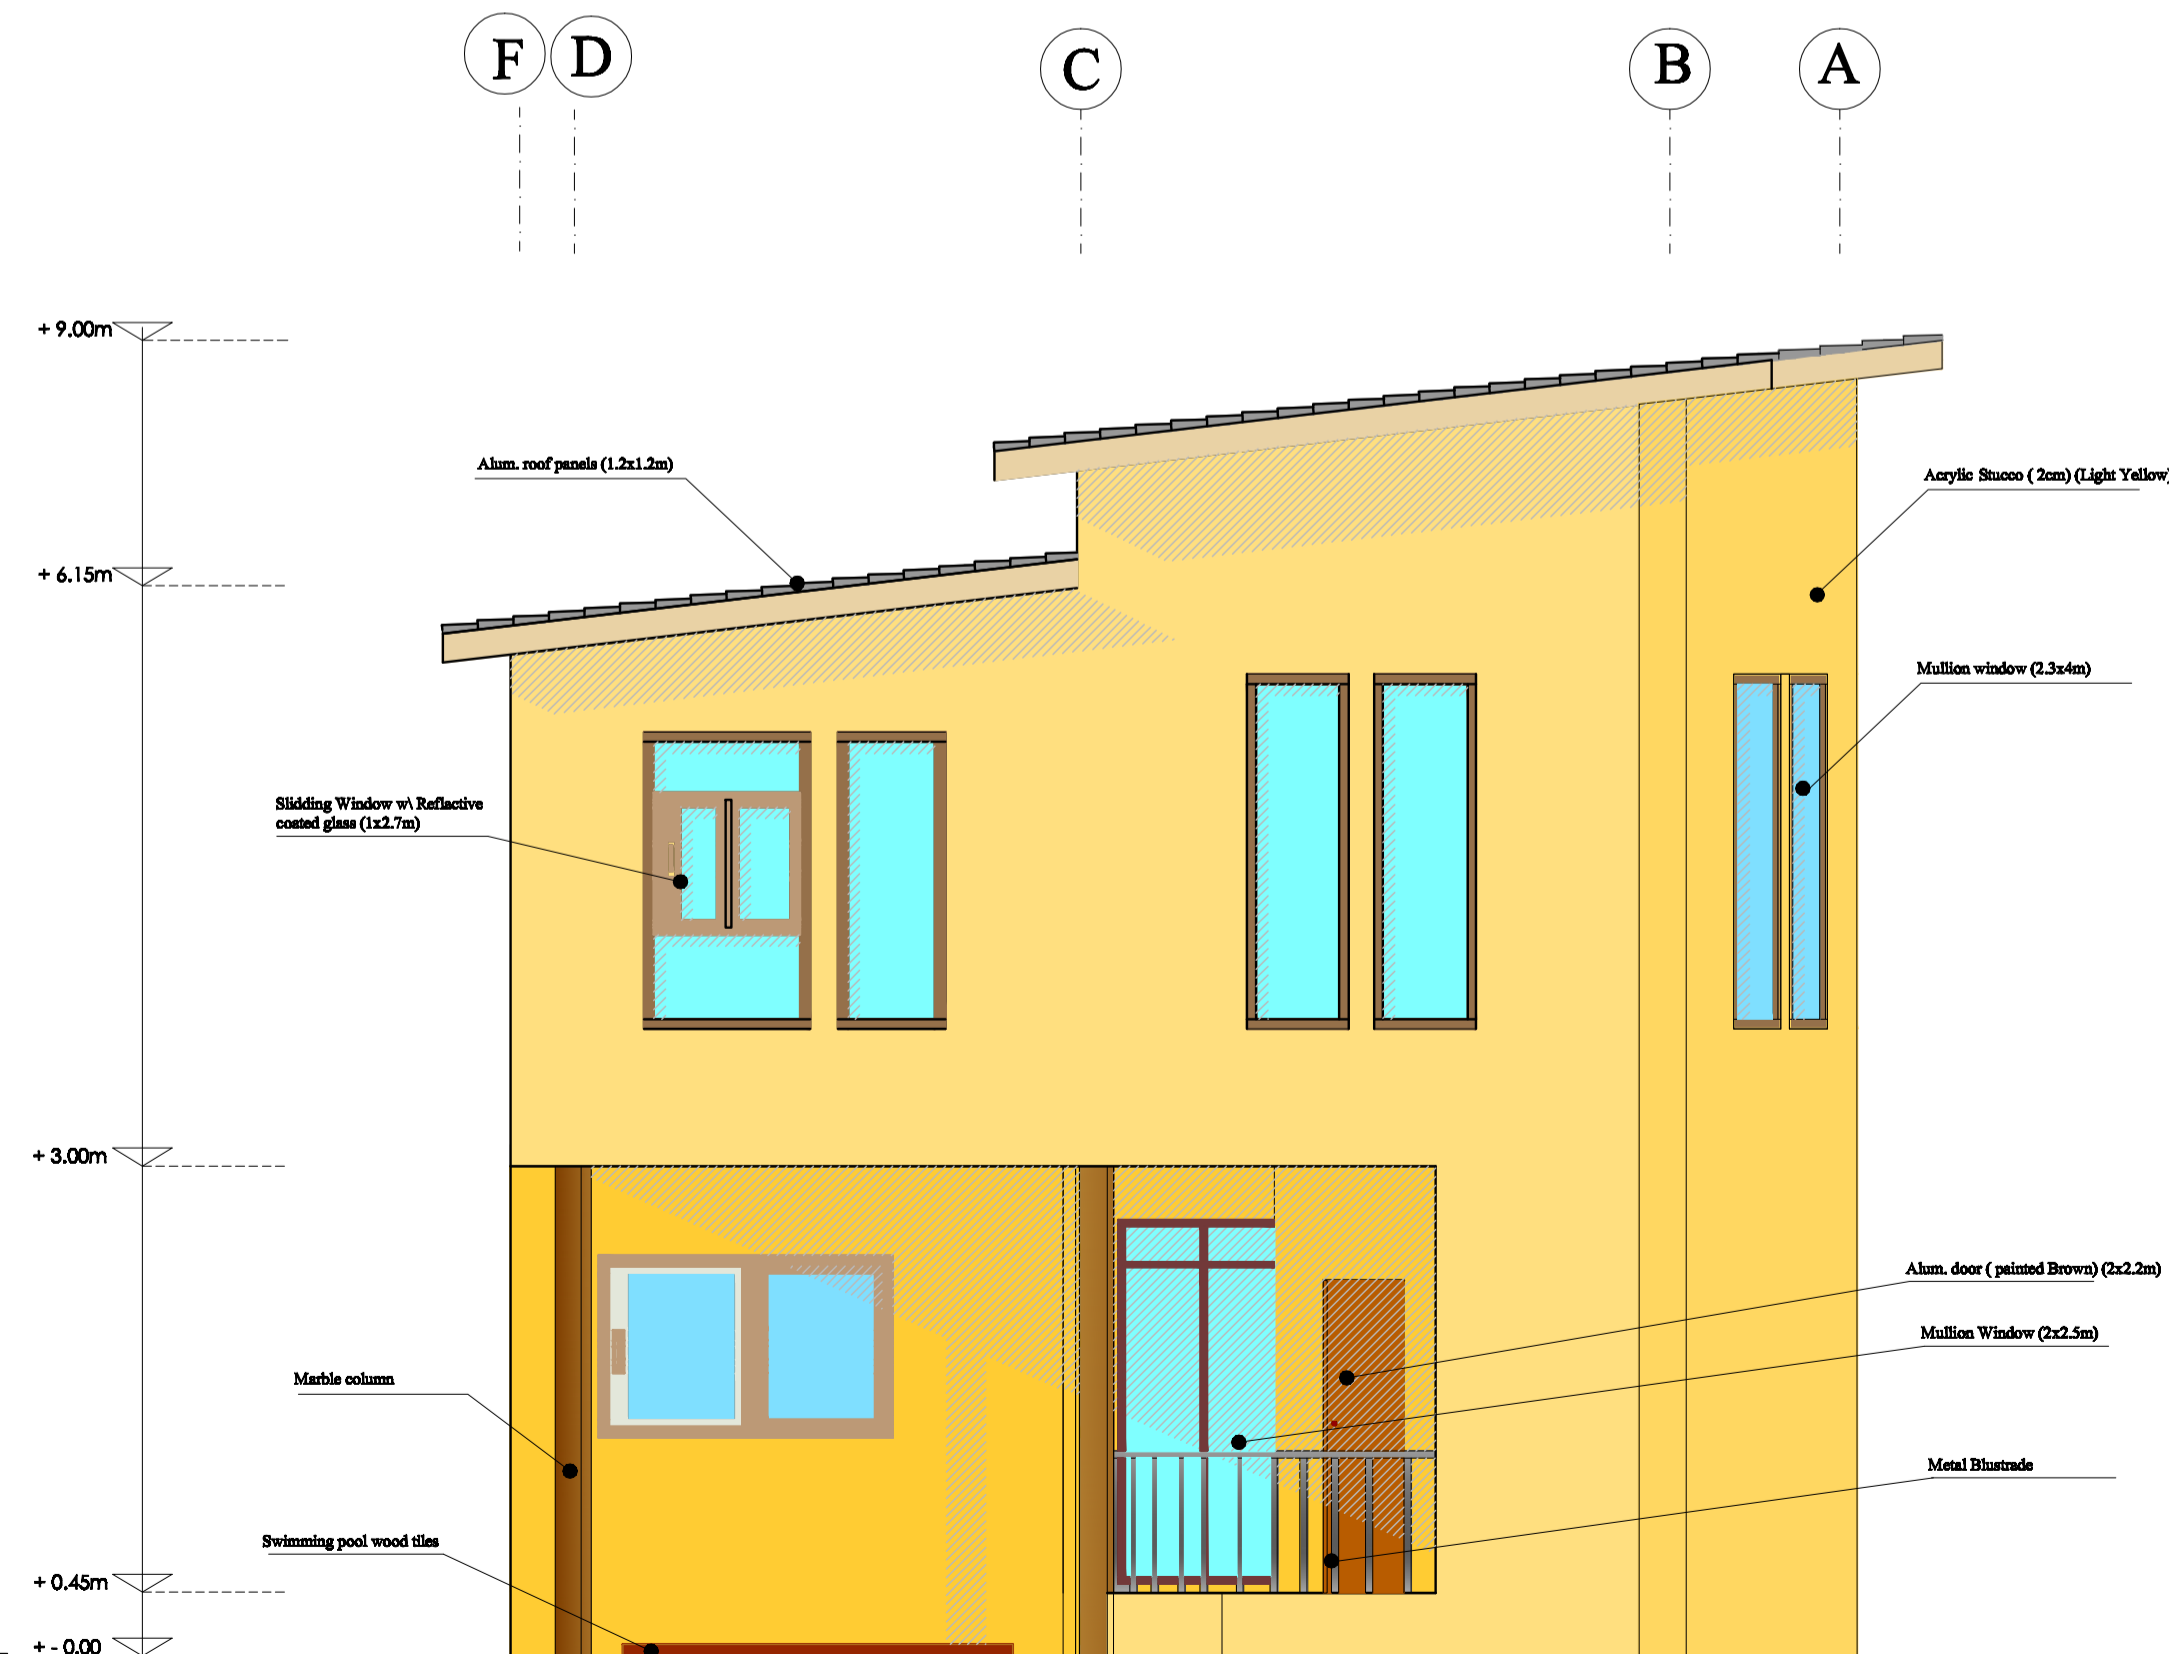 F D C B A
+ 9.00m
Alum. roof panels (1.2x1.2m)
Acrylic Stucco ( 2cm) (Light Yellow)
+ 6.15m
Mullion window (2.3x4m)
Slidding Window w\ Reflactive
coated glass (1x2.7m)
+ 3.00m
Alum. door ( painted Brown) (2x2.2m)
Mullion Window (2x2.5m)
Marble column
Metal Blustrade
Swimming pool wood tiles
+ 0.45m
+ - 0.00